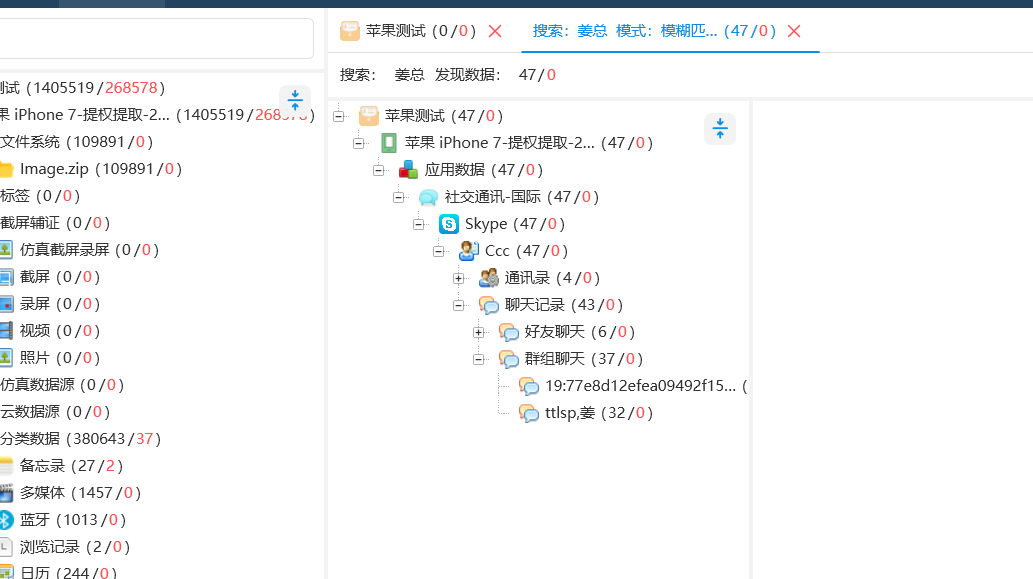 测试 (1405519/268578)
果 iPhone 7-提权提取-2... (1405519/268578)
文件系统 (109891/0)
Image.zip (109891/0)
标签 (0/0)
截屏辅证 (0/0)
仿真截屏录屏 (0/0)
截屏 (0/0)
录屏 (0/0)
视频 (0/0)
照片 (0/0)
仿真数据源 (0/0)
云数据源 (0/0)
分类数据 (380643/37)
备忘录 (27/2)
多媒体 (1457/0)
蓝牙 (1013/0)
浏览记录 (2/0)
日历 (244/0)
苹果测试 (0/0)
搜索：姜总 模式：模糊匹... (47/0)
搜索： 姜总 发现数据： 47/0
苹果测试 (47/0)
苹果 iPhone 7-提权提取-2... (47/0)
应用数据 (47/0)
社交通讯-国际 (47/0)
Skype (47/0)
Ccc (47/0)
通讯录 (4/0)
聊天记录 (43/0)
好友聊天 (6/0)
群组聊天 (37/0)
19:77e8d12efea09492f15... (
ttlsp,姜 (32/0)